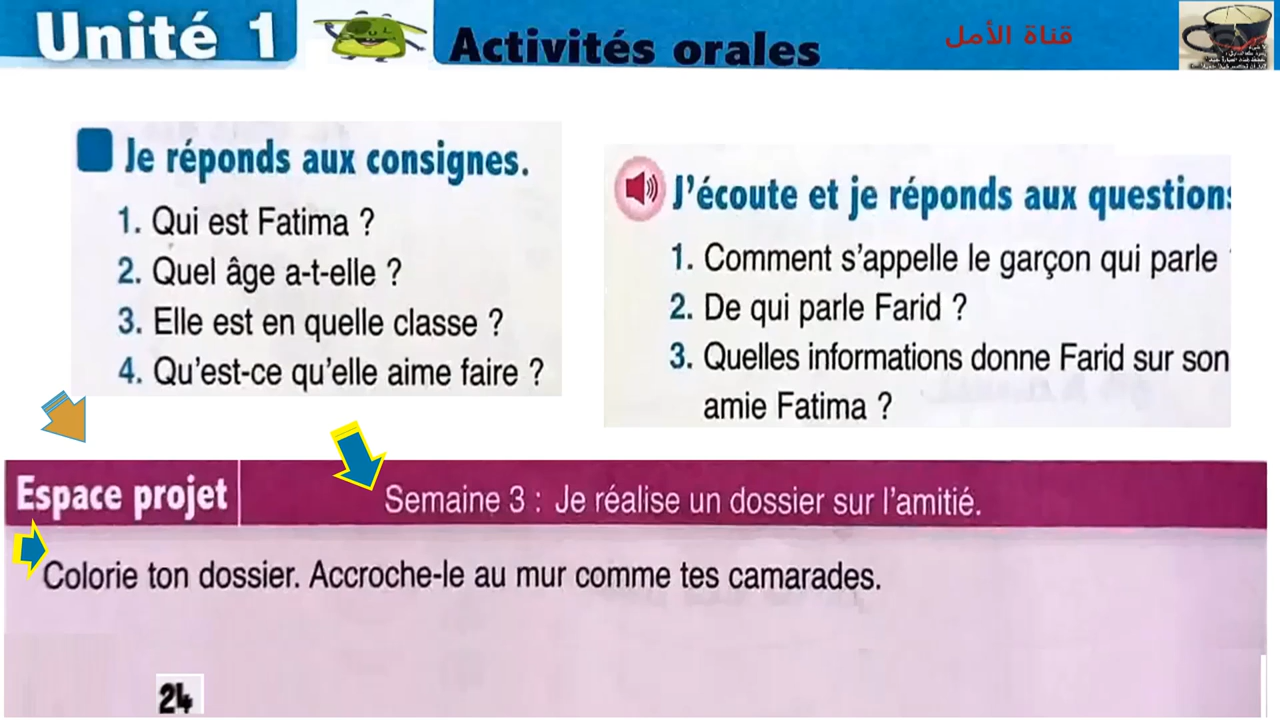 Unité 1
Activités orales
قناة الأمل
Je réponds aux consignes.
1. Qui est Fatima ?
2. Quel âge a-t-elle ?
3. Elle est en quelle classe ?
4. Qu'est-ce qu'elle aime faire ?
J'écoute et je réponds aux questions
1. Comment s'appelle le garçon qui parle
2. De qui parle Farid ?
3. Quelles informations donne Farid sur son
amie Fatima ?
Espace projet
Semaine 3 : Je réalise un dossier sur l'amitié.
Colorie ton dossier. Accroche-le au mur comme tes camarades.
24